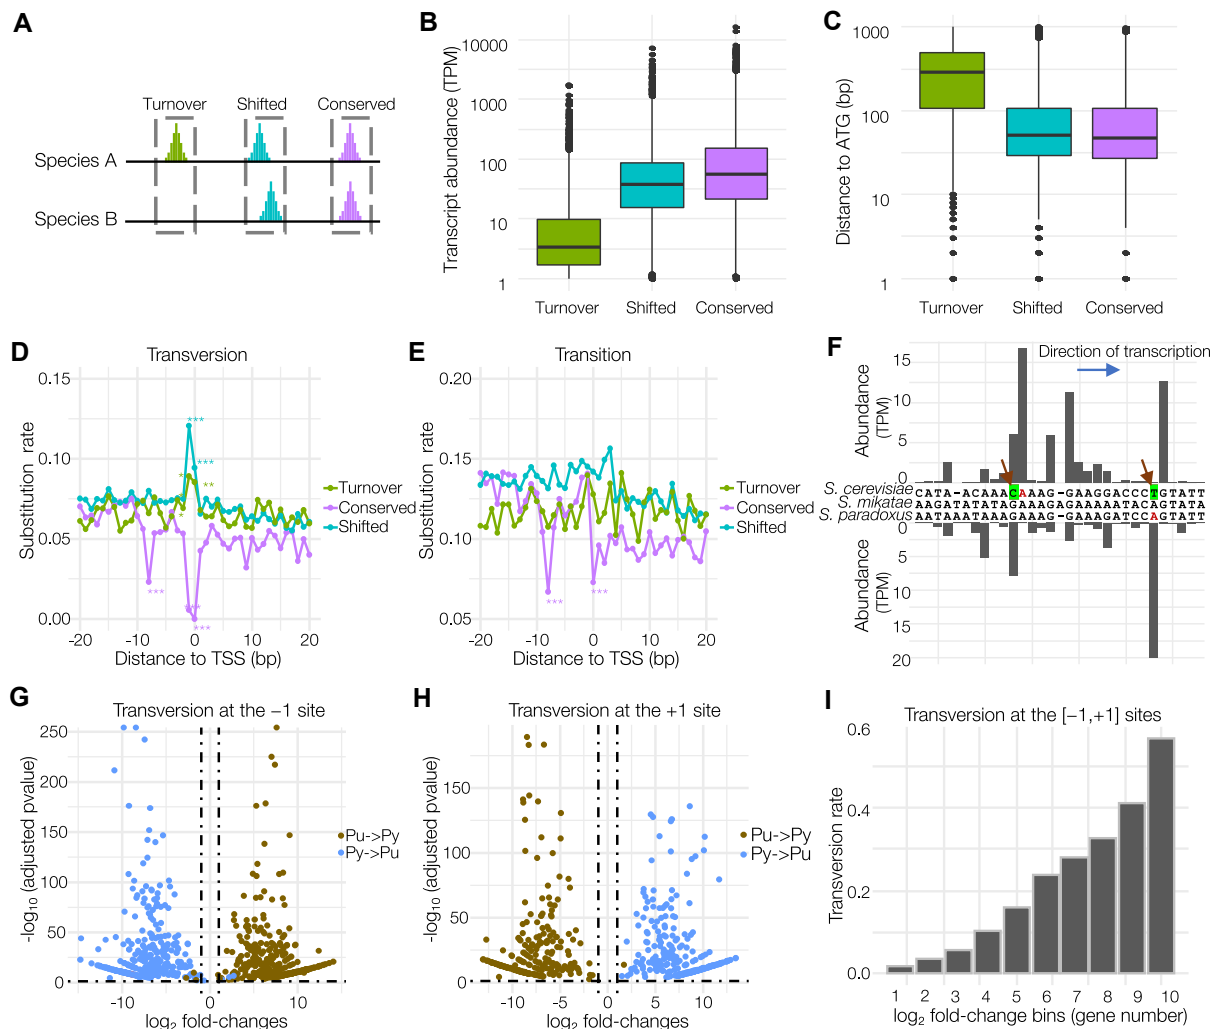 A
Turnover Shifted Conserved
Species A
Species B
B
Transcript abundance (TPM)
10000
1000
100
10
1
Turnover Shifted Conserved
C
Distance to ATG (bp)
1000
100
10
1
Turnover Shifted Conserved
D
Transversion
Substitution rate
0.15
0.10
0.05
0.00
***
***
*
**
***
***
***
-20 -10 0 10 20
Distance to TSS (bp)
Turnover
Conserved
Shifted
E
Transition
Substitution rate
0.20
0.15
0.10
0.05
***
***
-20 -10 0 10 20
Distance to TSS (bp)
Turnover
Conserved
Shifted
F
Direction of transcription
Abundance (TPM)
15
10
5
0
S. cerevisiae CATA-ACAAACAAG-GAAGGACCCTGTATT
S. mikatae AAGATATATAGAAAGAGAAAATACCAGTATA
S. paradoxus AATAAATAAAGAAAG-GAAAGATCCAGTATT
0
5
10
15
20
Abundance (TPM)
G
Transversion at the −1 site
-log10 (adjusted pvalue)
250
200
150
100
50
0
-10 -5 0 5 10
log2 fold-changes
Pu->Py
Py->Pu
H
Transversion at the +1 site
-log10 (adjusted pvalue)
200
150
100
50
0
-10 -5 0 5 10
log2 fold-changes
Pu->Py
Py->Pu
I
Transversion at the [−1,+1] sites
Transversion rate
0.6
0.4
0.2
0.0
1 2 3 4 5 6 7 8 9 10
log2 fold-change bins (gene number)